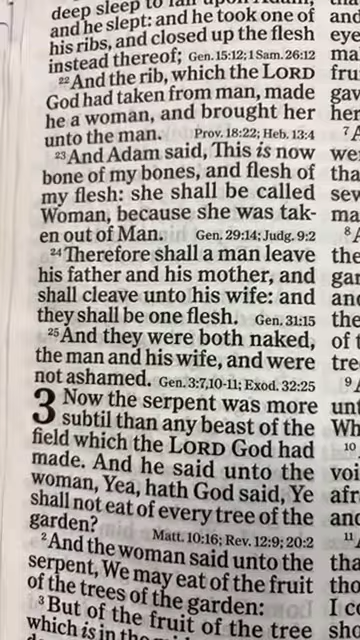 deep sleep to fall upon Adam,
and he slept: and he took one of
his ribs, and closed up the flesh
instead thereof; Gen. 15:12; 1 Sam. 26:12
22 And the rib, which the LORD
God had taken from man, made
he a woman, and brought her
unto the man. Prov. 18:22; Heb. 13:4
23 And Adam said, This is now
bone of my bones, and flesh of
my flesh: she shall be called
Woman, because she was tak-
en out of Man. Gen. 29:14; Judg. 9:2
24 Therefore shall a man leave
his father and his mother, and
shall cleave unto his wife: and
they shall be one flesh. Gen. 31:15
25 And they were both naked,
the man and his wife, and were
not ashamed. Gen. 3:7,10-11; Exod. 32:25
3 Now the serpent was more
subtil than any beast of the
field which the LORD God had
made. And he said unto the
woman, Yea, hath God said, Ye
shall not eat of every tree of the
garden? Matt. 10:16; Rev. 12:9; 20:2
2 And the woman said unto the
serpent, We may eat of the fruit
of the trees of the garden:
3 But of the fruit of the tree
which is in the